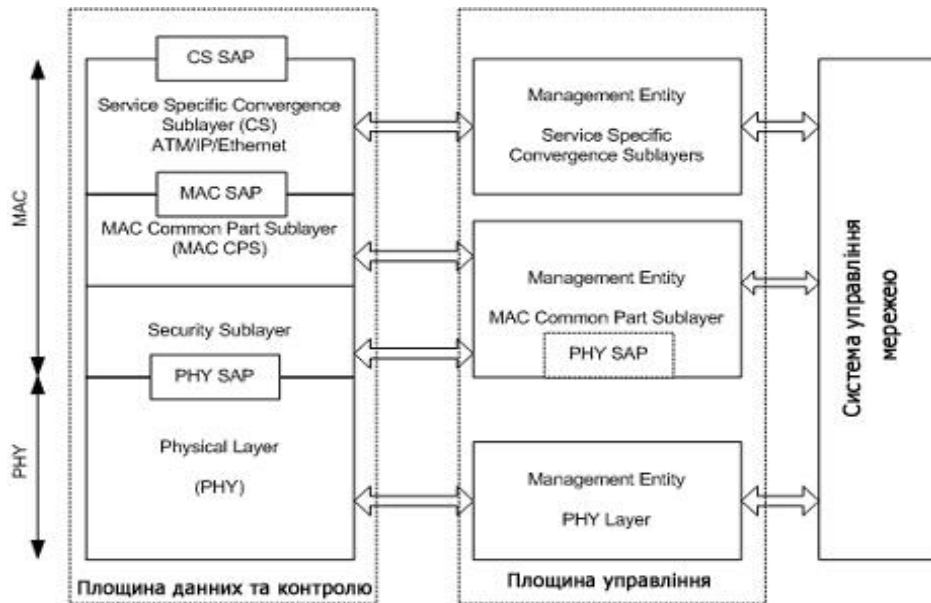 MAC
PHY
CS SAP
Service Specific Convergence
Sublayer (CS)
ATM/IP/Ethernet
MAC SAP
MAC Common Part Sublayer
(MAC CPS)
Security Sublayer
PHY SAP
Physical Layer
(PHY)
Площина данних та контролю
Management Entity
Service Specific
Convergence Sublayers
Management Entity
MAC Common Part Sublayer
PHY SAP
Management Entity
PHY Layer
Площина управління
Система управління
мережею